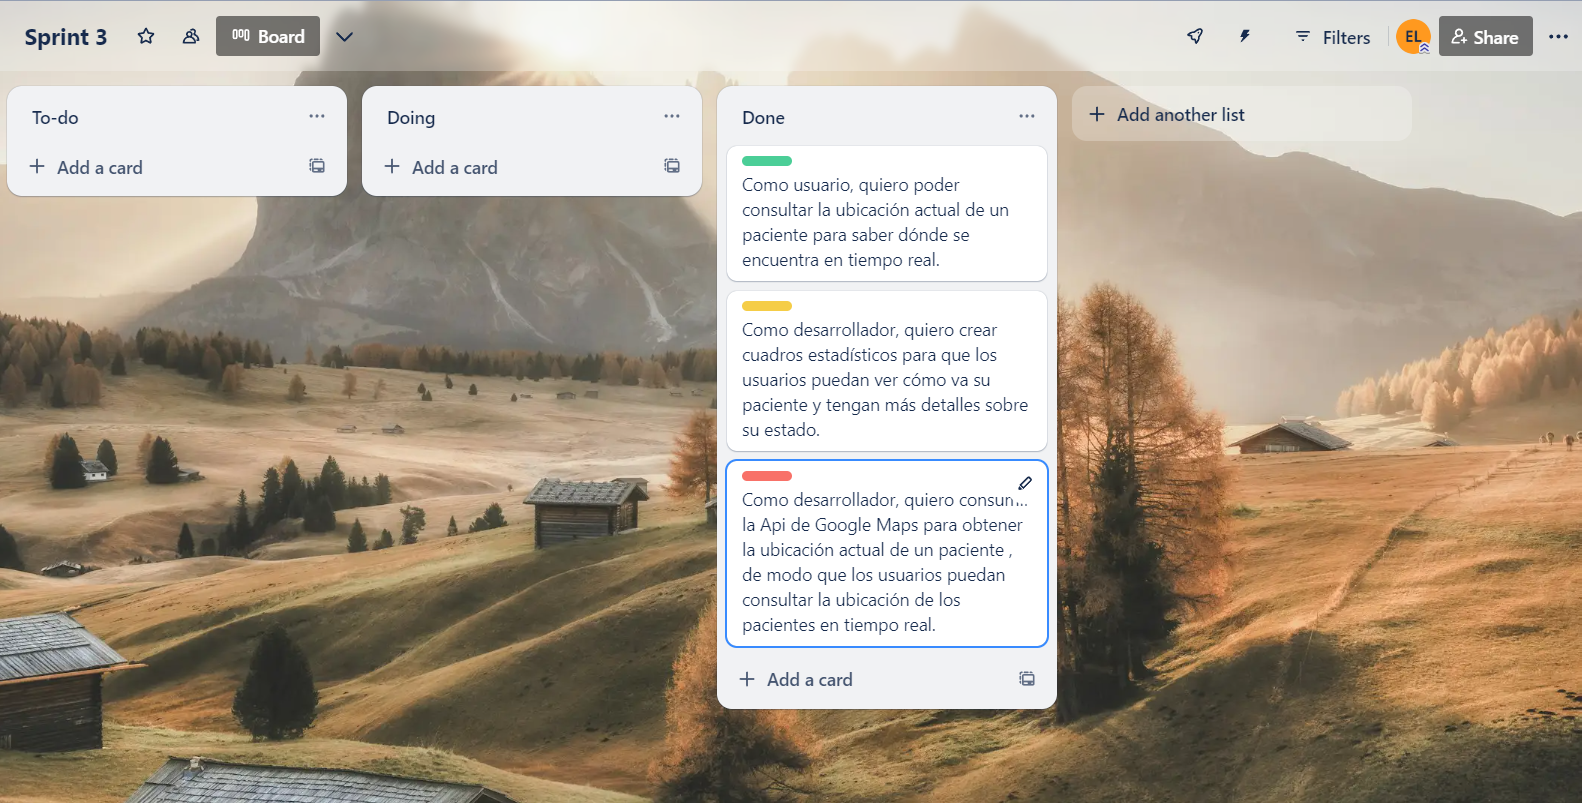 Sprint 3
Board
Filters
EL
Share
To-do
Add a card
Doing
Add a card
Done
Como usuario, quiero poder
consultar la ubicación actual de un
paciente para saber dónde se
encuentra en tiempo real.
Como desarrollador, quiero crear
cuadros estadísticos para que los
usuarios puedan ver cómo va su
paciente y tengan más detalles sobre
su estado.
Como desarrollador, quiero
la Api de Google Maps para obtener
la ubicación actual de un paciente ,
de modo que los usuarios puedan
consultar la ubicación de los
pacientes en tiempo real.
Add a card
Add another list